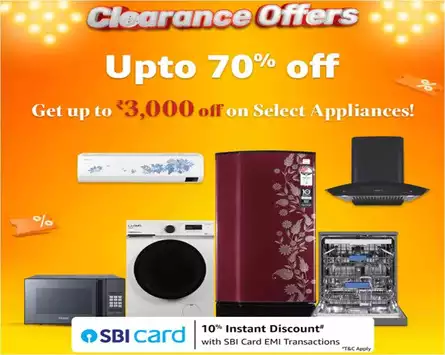 Clearance Offers
Upto 70% off
Get up to ₹3,000 off on Select Appliances!
%
SBI card
10% Instant Discount#
with SBI Card EMI Transactions
*T&C Apply